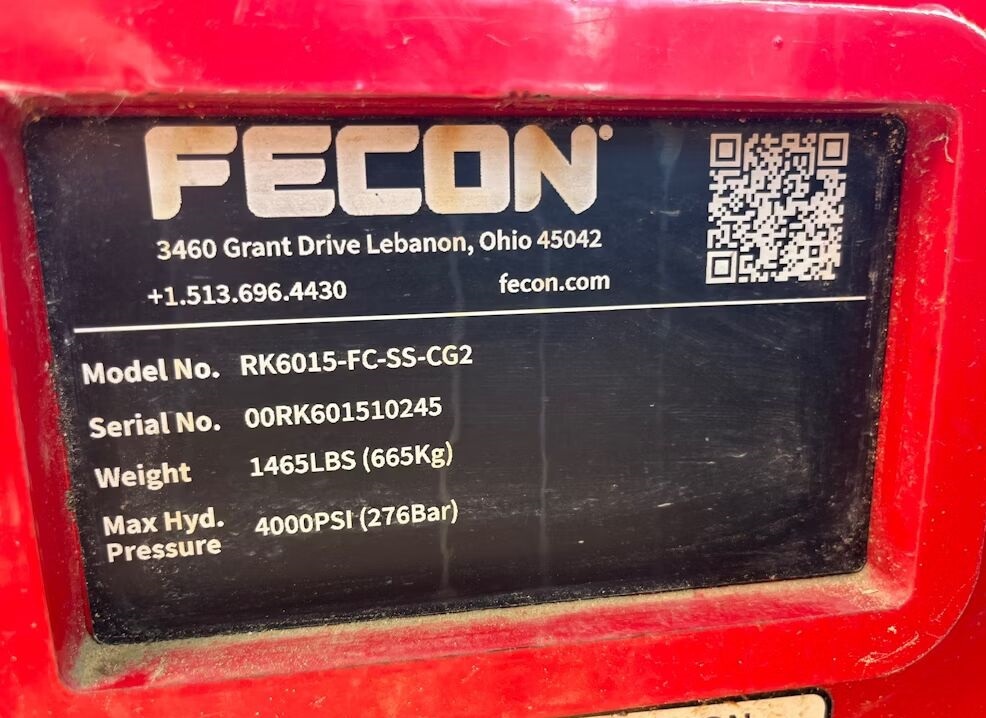 FECON
3460 Grant Drive Lebanon, Ohio 45042
+1.513.696.4430 fecon.com
Model No. RK6015-FC-SS-CG2
Serial No. 00RK601510245
Weight 1465LBS (665Kg)
Max Hyd. Pressure 4000PSI (276Bar)